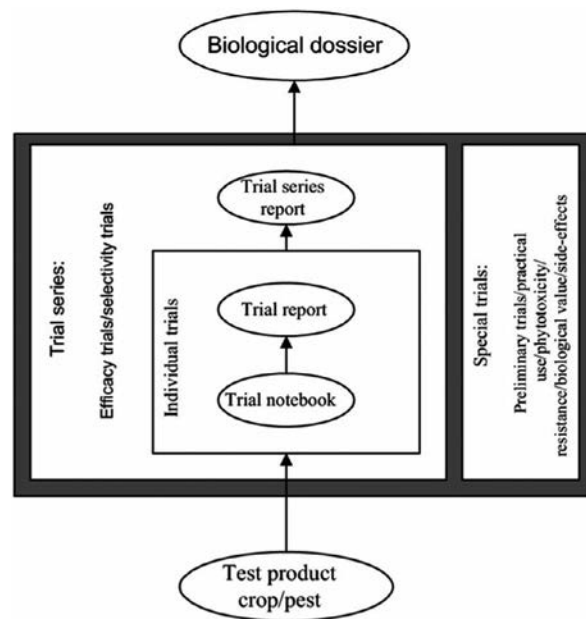 Biological dossier
Trial series:
Efficacy trials/selectivity trials
Trial series
report
Individual trials
Trial report
Trial notebook
Special trials:
Preliminary trials/practical
use/phytotoxicity/
resistance/biological value/side-effects
Test product
crop/pest